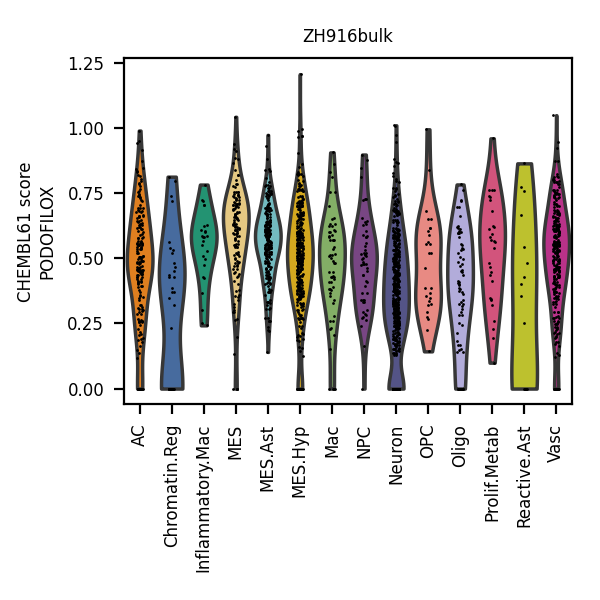 ZH916bulk
CHEMBL61 score
PODOFILOX
1.25
1.00
0.75
0.50
0.25
0.00
AC
Chromatin.Reg
Inflammatory.Mac
MES
MES.Ast
MES.Hyp
Mac
NPC
Neuron
OPC
Oligo
Prolif.Metab
Reactive.Ast
Vasc